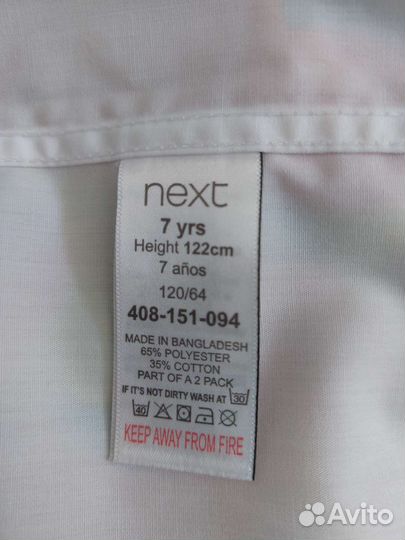 next
7 yrs
Height 122cm
7 años
120/64
408-151-094
MADE IN BANGLADESH
65% POLYESTER
35% COTTON
PART OF A 2 PACK
IF IT'S NOT DIRTY WASH AT 30
40
KEEP AWAY FROM FIRE
Avito